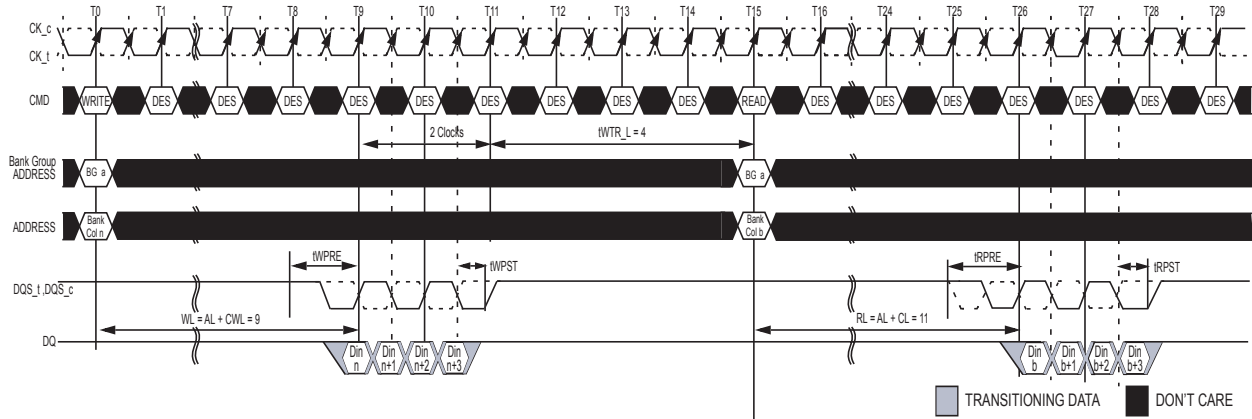 T0 T1 T7 T8 T9 T10 T11 T12 T13 T14 T15 T16 T24 T25 T26 T27 T28 T29
CK_c
CK_t
CMD WRITE DES DES DES DES DES DES DES DES DES READ DES DES DES DES DES DES DES
2 Clocks tWTR_L = 4
Bank Group
ADDRESS
BG a BG a
ADDRESS
Bank
Col n
Bank
Col b
tWPRE tWPST tRPRE tRPST
DQS_t ,DQS_c
WL = AL + CWL = 9 RL = AL + CL = 11
DQ
Din
n
Din
n+1
Din
n+2
Din
n+3
Din
b
Din
b+1
Din
b+2
Din
b+3
TRANSITIONING DATA DON'T CARE